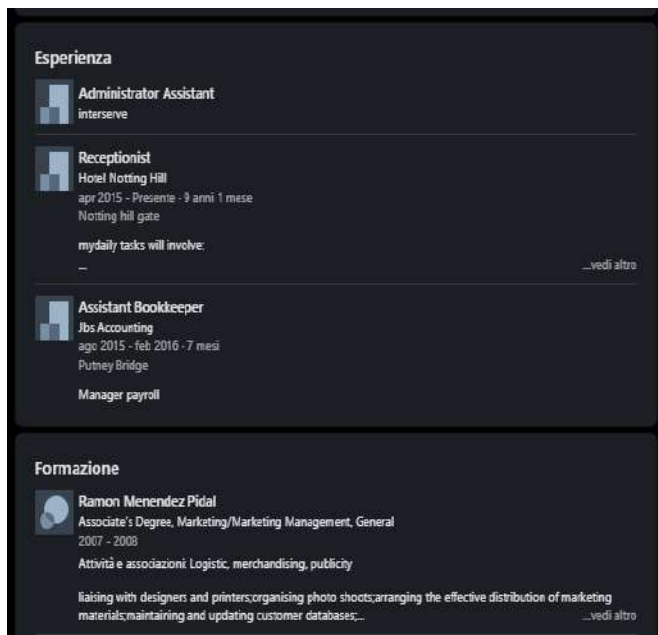 Esperienza
Administrator Assistant
interserve
Receptionist
Hotel Notting Hill
apr 2015 - Presente · 9 anni 1 mese
Notting hill gate
mydaily tasks will involve:
...
...vedi altro
Assistant Bookkeeper
Jbs Accounting
ago 2015 - feb 2016 · 7 mesi
Putney Bridge
Manager payroll
Formazione
Ramon Menendez Pidal
Associate's Degree, Marketing/Marketing Management, General
2007 - 2008
Attività e associazioni: Logistic, merchandising, publicity
liaising with designers and printers;organising photo shoots;arranging the effective distribution of marketing
materials;maintaining and updating customer databases;...
...vedi altro